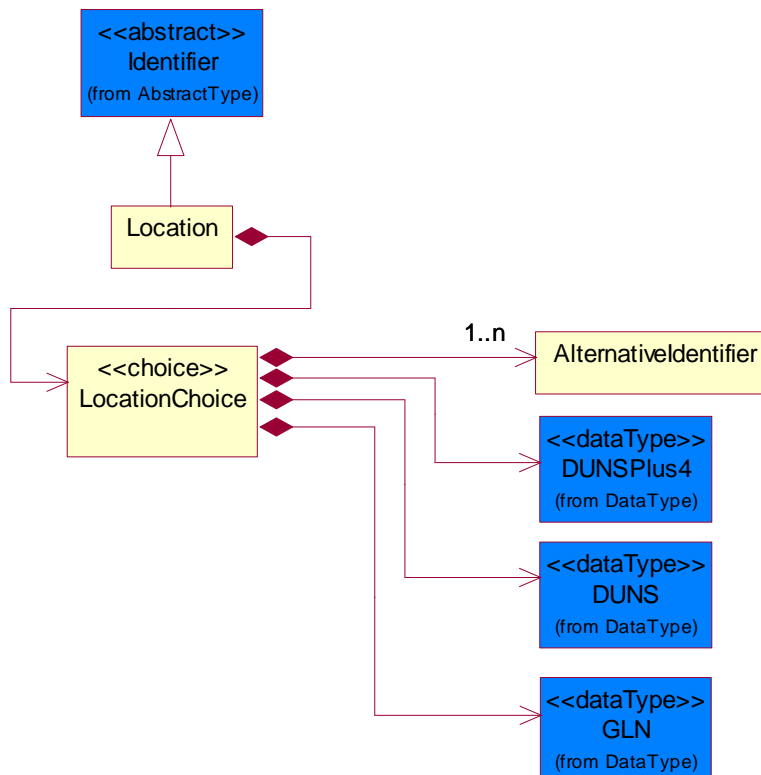 <<abstract>>
Identifier
(from AbstractType)
Location
1..n
<<choice>>
LocationChoice
AlternativeIdentifier
<<dataType>>
DUNSPlus4
(from DataType)
<<dataType>>
DUNS
(from DataType)
<<dataType>>
GLN
(from DataType)